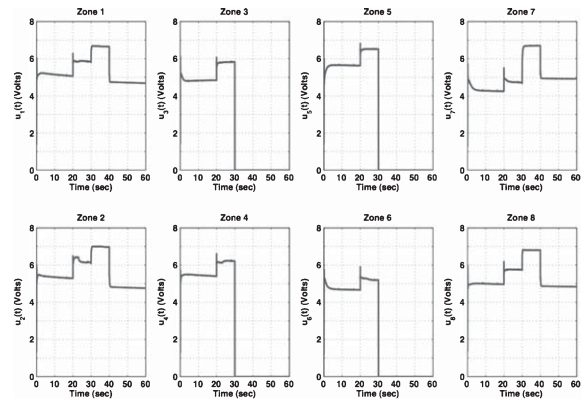 Zone 1
Zone 3
Zone 5
Zone 7
8
6
4
2
0
u1(t) (Volts)
0 10 20 30 40 50 60
Time (sec)
8
6
4
2
0
u3(t) (Volts)
0 10 20 30 40 50 60
Time (sec)
8
6
4
2
0
u5(t) (Volts)
0 10 20 30 40 50 60
Time (sec)
8
6
4
2
0
u7(t) (Volts)
0 10 20 30 40 50 60
Time (sec)
Zone 2
Zone 4
Zone 6
Zone 8
8
6
4
2
0
u2(t) (Volts)
0 10 20 30 40 50 60
Time (sec)
8
6
4
2
0
u4(t) (Volts)
0 10 20 30 40 50 60
Time (sec)
8
6
4
2
0
u6(t) (Volts)
0 10 20 30 40 50 60
Time (sec)
8
6
4
2
0
u8(t) (Volts)
0 10 20 30 40 50 60
Time (sec)